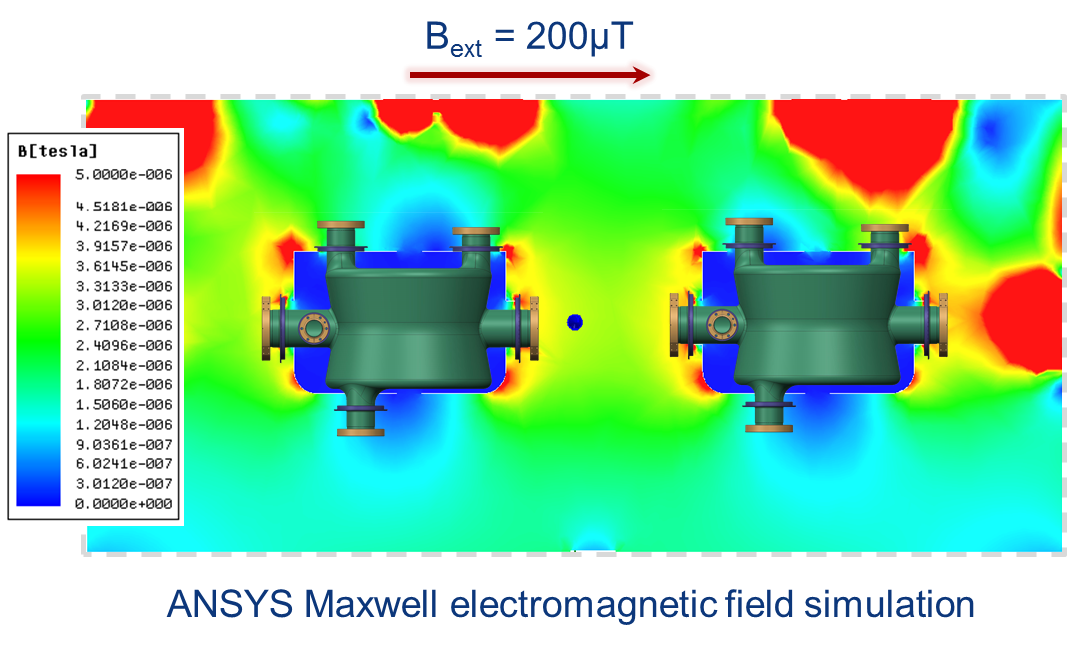 Bext = 200µT
B[tesla]
5.0000e-006
4.5181e-006
4.2169e-006
3.9157e-006
3.6145e-006
3.3133e-006
3.0120e-006
2.7108e-006
2.4096e-006
2.1084e-006
1.8072e-006
1.5060e-006
1.2048e-006
9.0361e-007
6.0241e-007
3.0120e-007
0.0000e+000
ANSYS Maxwell electromagnetic field simulation